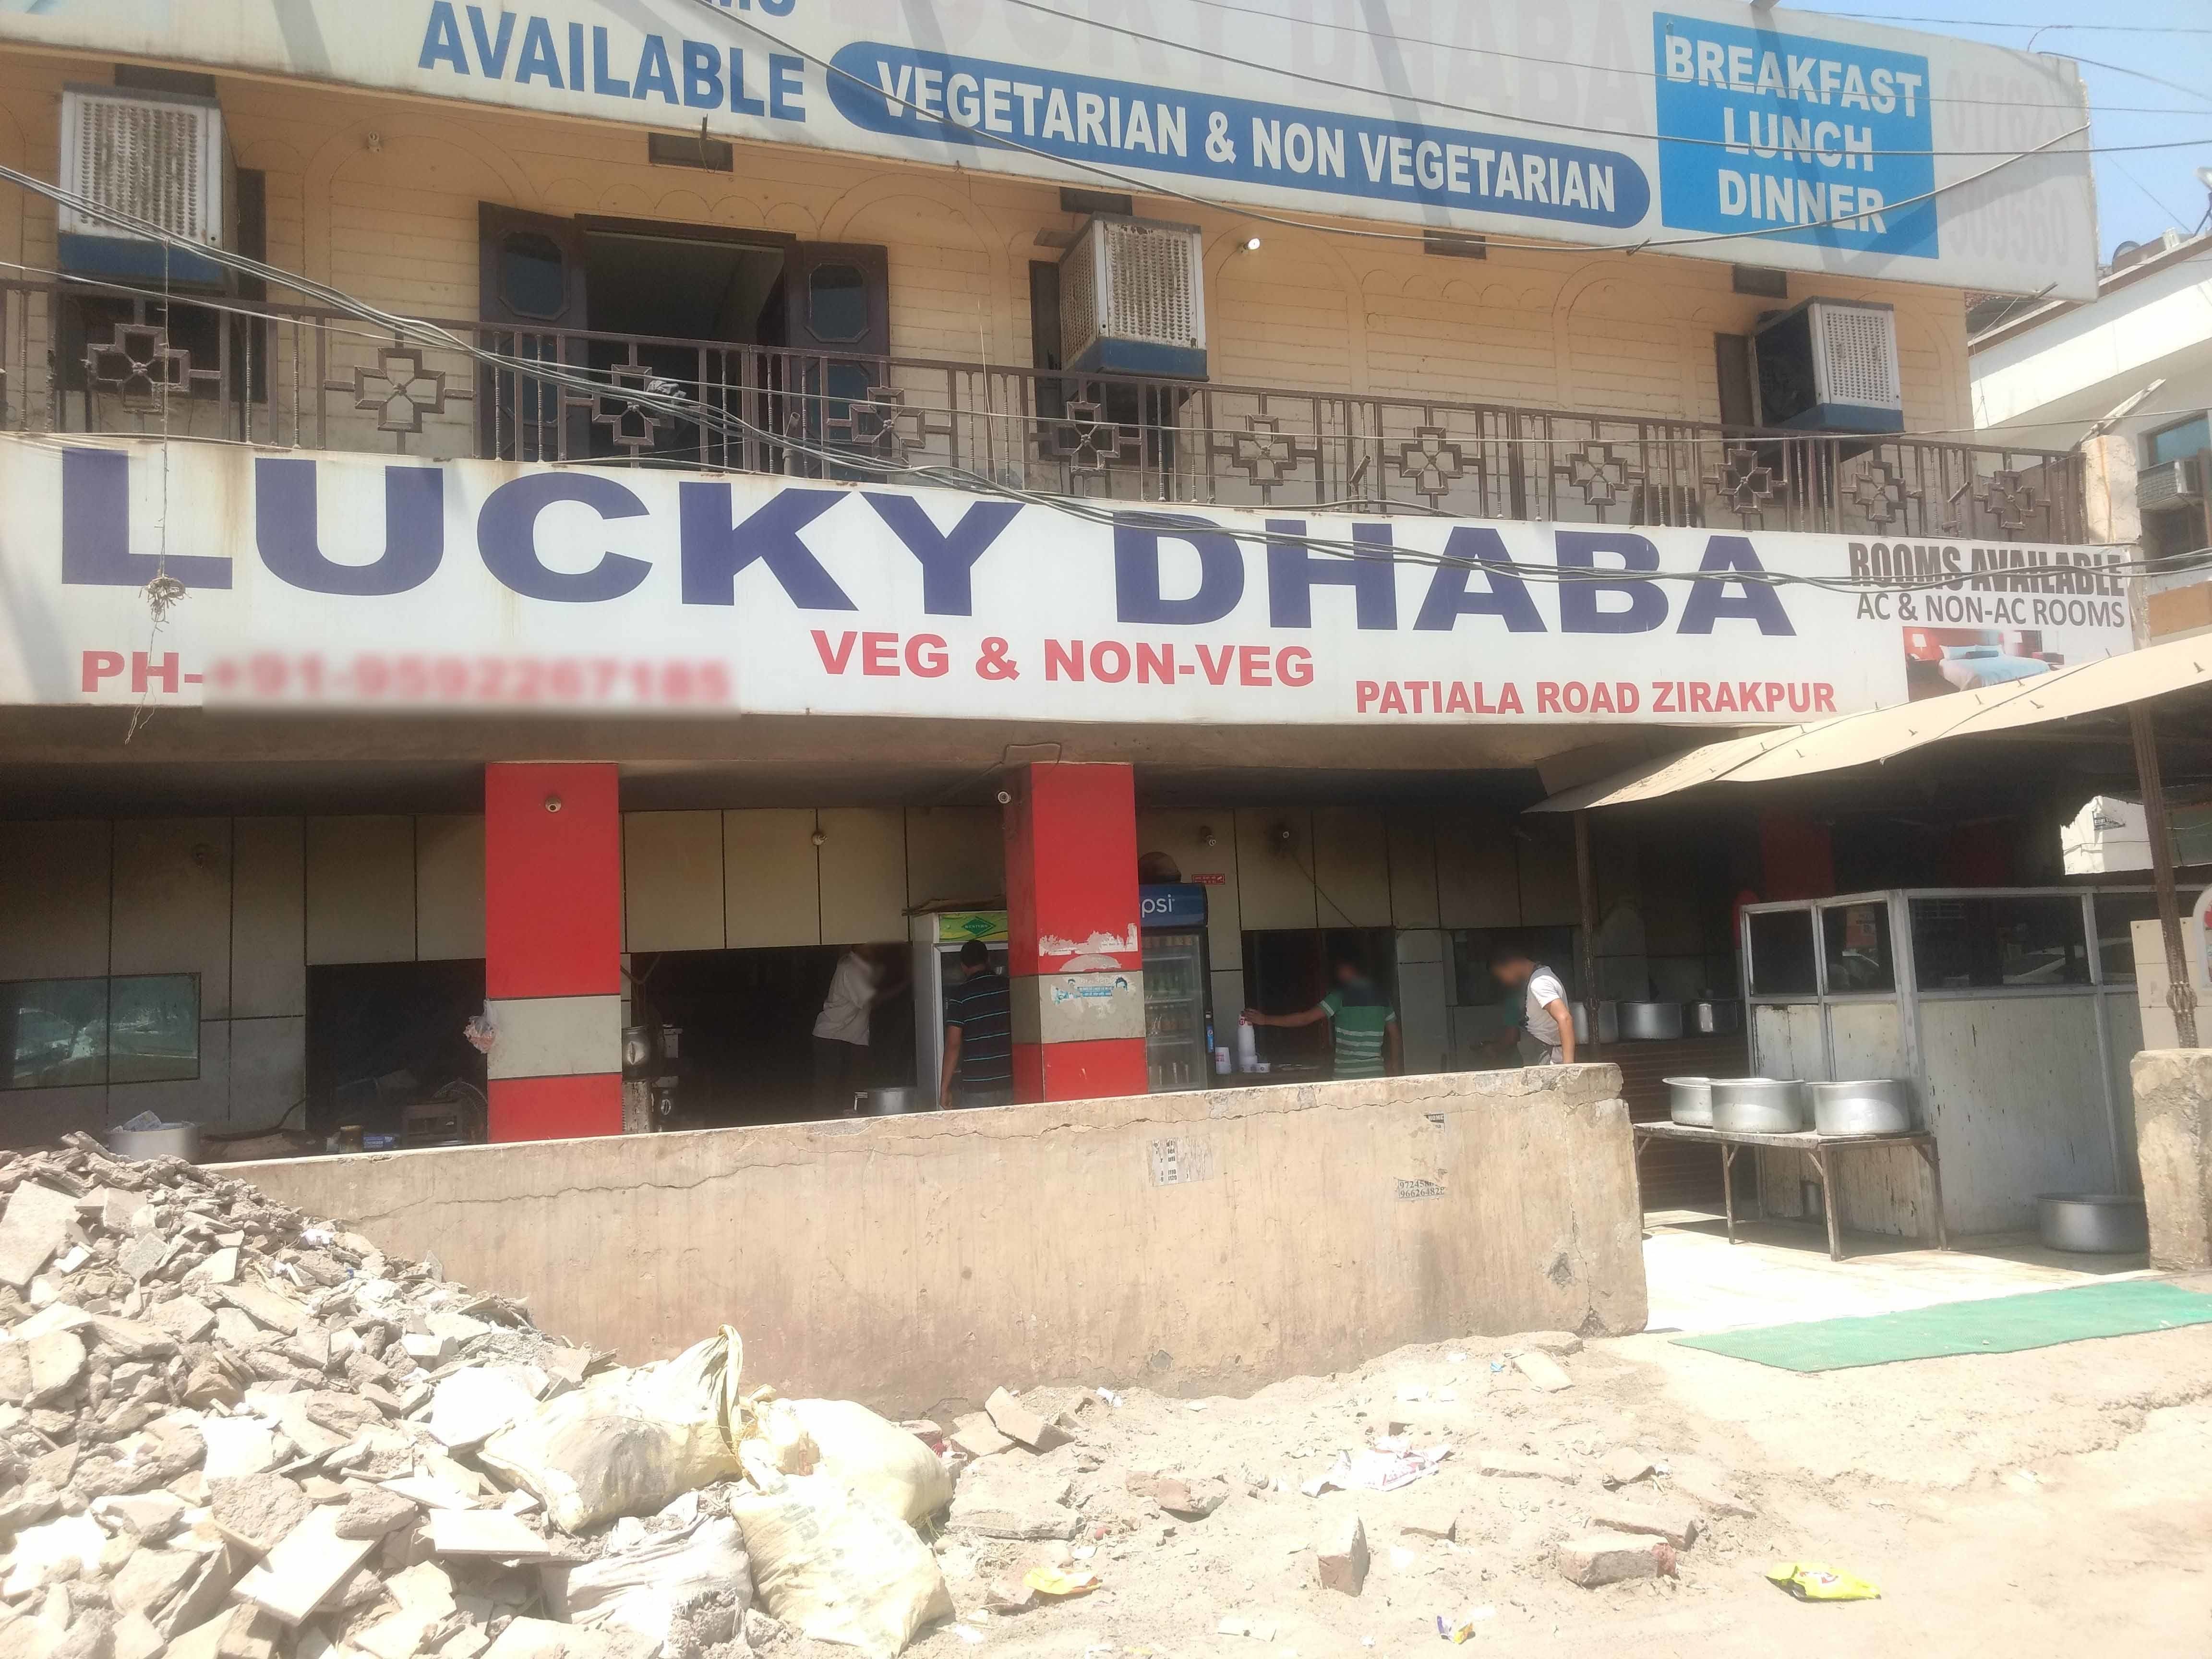 AVAILABLE
VEGETARIAN & NON VEGETARIAN
BREAKFAST
LUNCH
DINNER
LUCKY DHABA
ROOMS AVAILABLE
AC & NON-AC ROOMS
PH-
VEG & NON-VEG
PATIALA ROAD ZIRAKPUR
psi